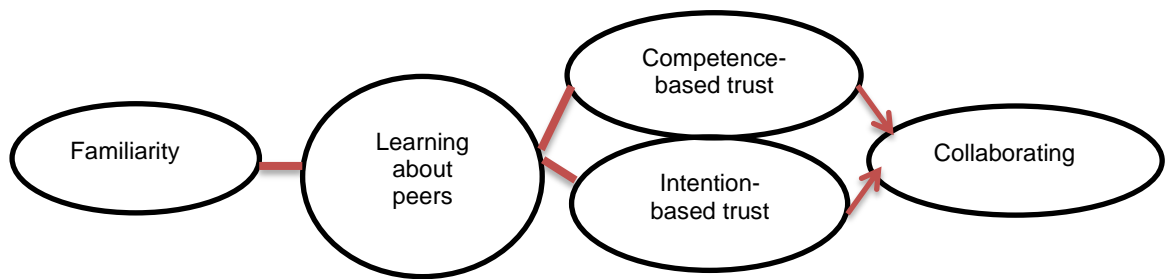 Familiarity
Learning
about
peers
Competence-
based trust
Intention-
based trust
Collaborating